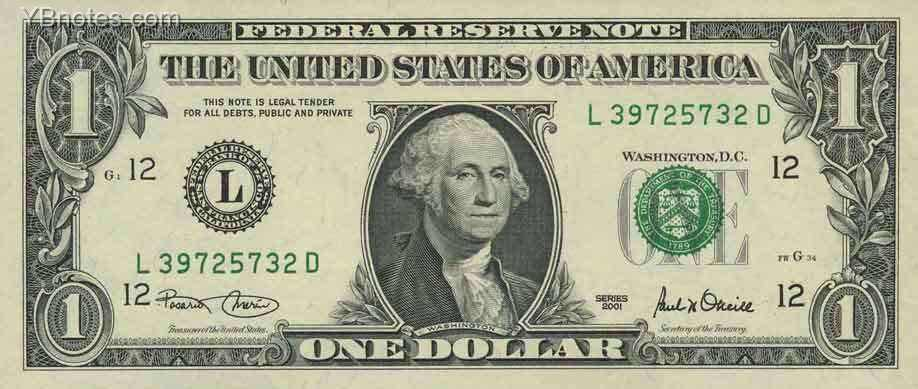 YBnotes.com
FEDERAL RESERVE NOTE
THE UNITED STATES OF AMERICA
1
1
THIS NOTE IS LEGAL TENDER
FOR ALL DEBTS, PUBLIC AND PRIVATE
L 39725732 D
WASHINGTON, D.C.
G 1
12
L
ONE
THE DEPARTMENT OF THE TREASURY
1789
12
L 39725732 D
FW G 34
12
Rosario Marin
Treasurer of the United States.
WASHINGTON
SERIES
2001
Paul H. O'Neill
Secretary of the Treasury.
12
1
1
ONE DOLLAR